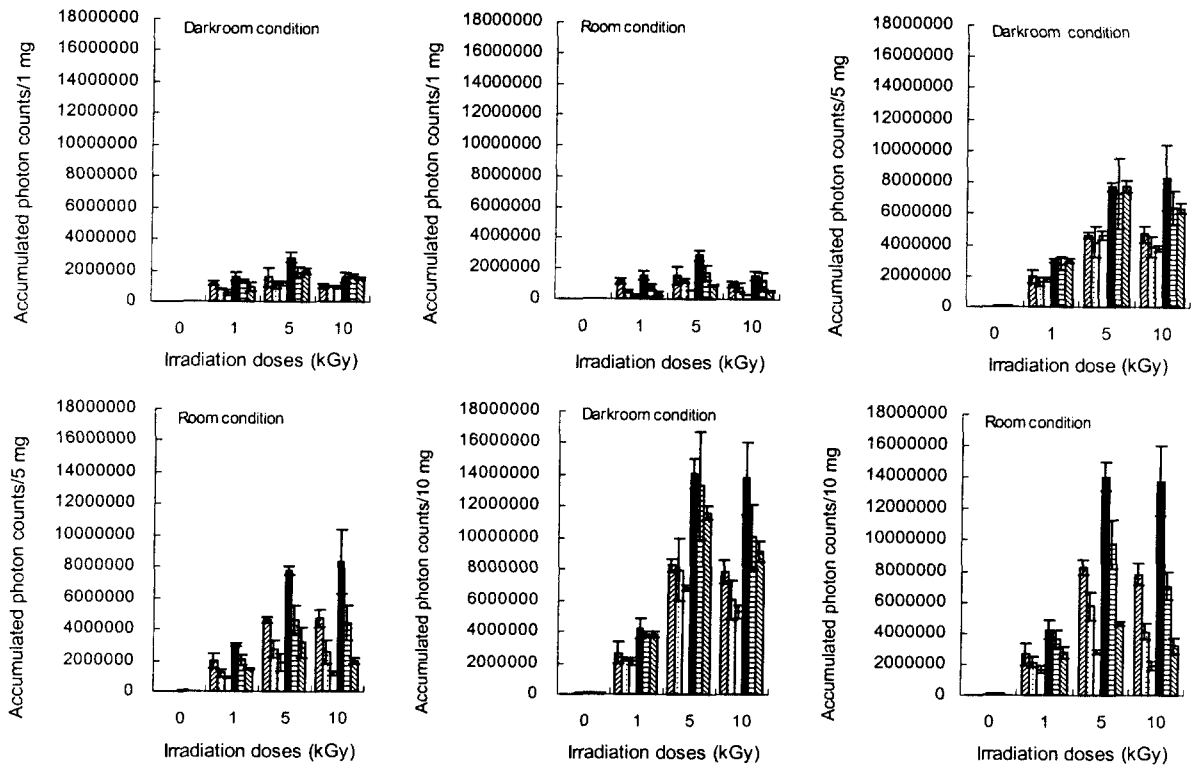 Accumulated photon counts/1 mg
18000000
16000000
14000000
12000000
10000000
8000000
6000000
4000000
2000000
0
Darkroom condition
0 1 5 10
Irradiation doses (kGy)
Accumulated photon counts/1 mg
18000000
16000000
14000000
12000000
10000000
8000000
6000000
4000000
2000000
0
Room condition
0 1 5 10
Irradiation doses (kGy)
Accumulated photon counts/5 mg
18000000
16000000
14000000
12000000
10000000
8000000
6000000
4000000
2000000
0
Darkroom condition
0 1 5 10
Irradiation dose (kGy)
Accumulated photon counts/5 mg
18000000
16000000
14000000
12000000
10000000
8000000
6000000
4000000
2000000
0
Room condition
0 1 5 10
Irradiation doses (kGy)
Accumulated photon counts/10 mg
18000000
16000000
14000000
12000000
10000000
8000000
6000000
4000000
2000000
0
Darkroom condition
0 1 5 10
Irradiation doses (kGy)
Accumulated photon counts/10 mg
18000000
16000000
14000000
12000000
10000000
8000000
6000000
4000000
2000000
0
Room condition
0 1 5 10
Irradiation doses (kGy)